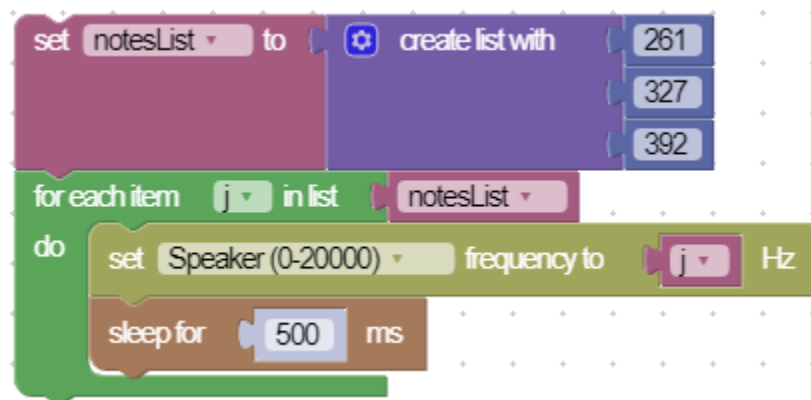 set notesList to create list with 261
327
392
for each item j in list notesList
do
set Speaker (0-20000) frequency to j Hz
sleep for 500 ms